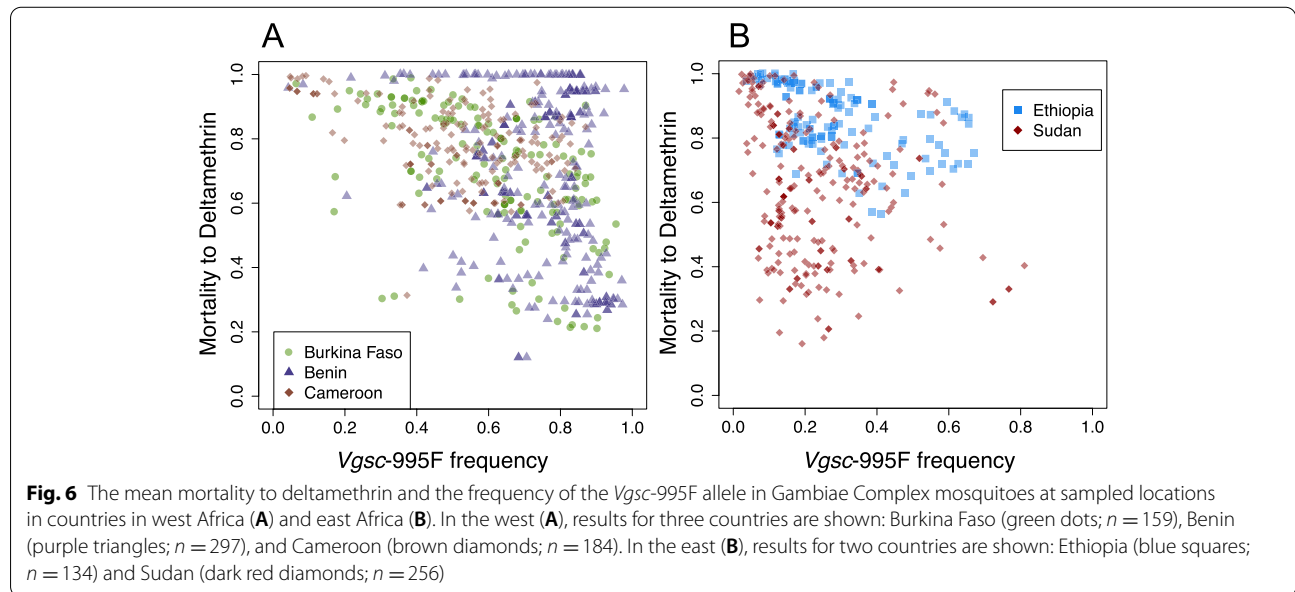 A
B
Mortality to Deltamethrin
1.0
0.8
0.6
0.4
0.2
0.0
Burkina Faso
Benin
Cameroon
0.0 0.2 0.4 0.6 0.8 1.0
Vgsc-995F frequency
Mortality to Deltamethrin
1.0
0.8
0.6
0.4
0.2
0.0
Ethiopia
Sudan
0.0 0.2 0.4 0.6 0.8 1.0
Vgsc-995F frequency
Fig. 6 The mean mortality to deltamethrin and the frequency of the Vgsc-995F allele in Gambiae Complex mosquitoes at sampled locations
in countries in west Africa (A) and east Africa (B). In the west (A), results for three countries are shown: Burkina Faso (green dots; n = 159), Benin
(purple triangles; n = 297), and Cameroon (brown diamonds; n = 184). In the east (B), results for two countries are shown: Ethiopia (blue squares;
n = 134) and Sudan (dark red diamonds; n = 256)